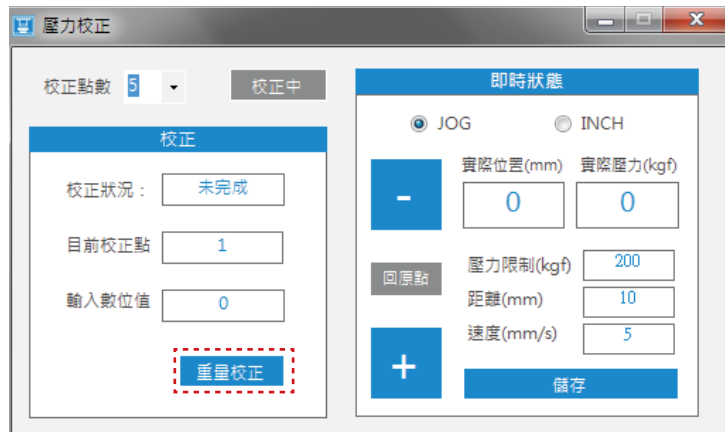 壓力校正
校正點數 5 校正中
校正
校正狀況： 未完成
目前校正點 1
輸入數位值 0
重量校正
即時狀態
JOG INCH
-
實際位置(mm) 實際壓力(kgf)
0 0
回原點
壓力限制(kgf) 200
距離(mm) 10
速度(mm/s) 5
+
儲存